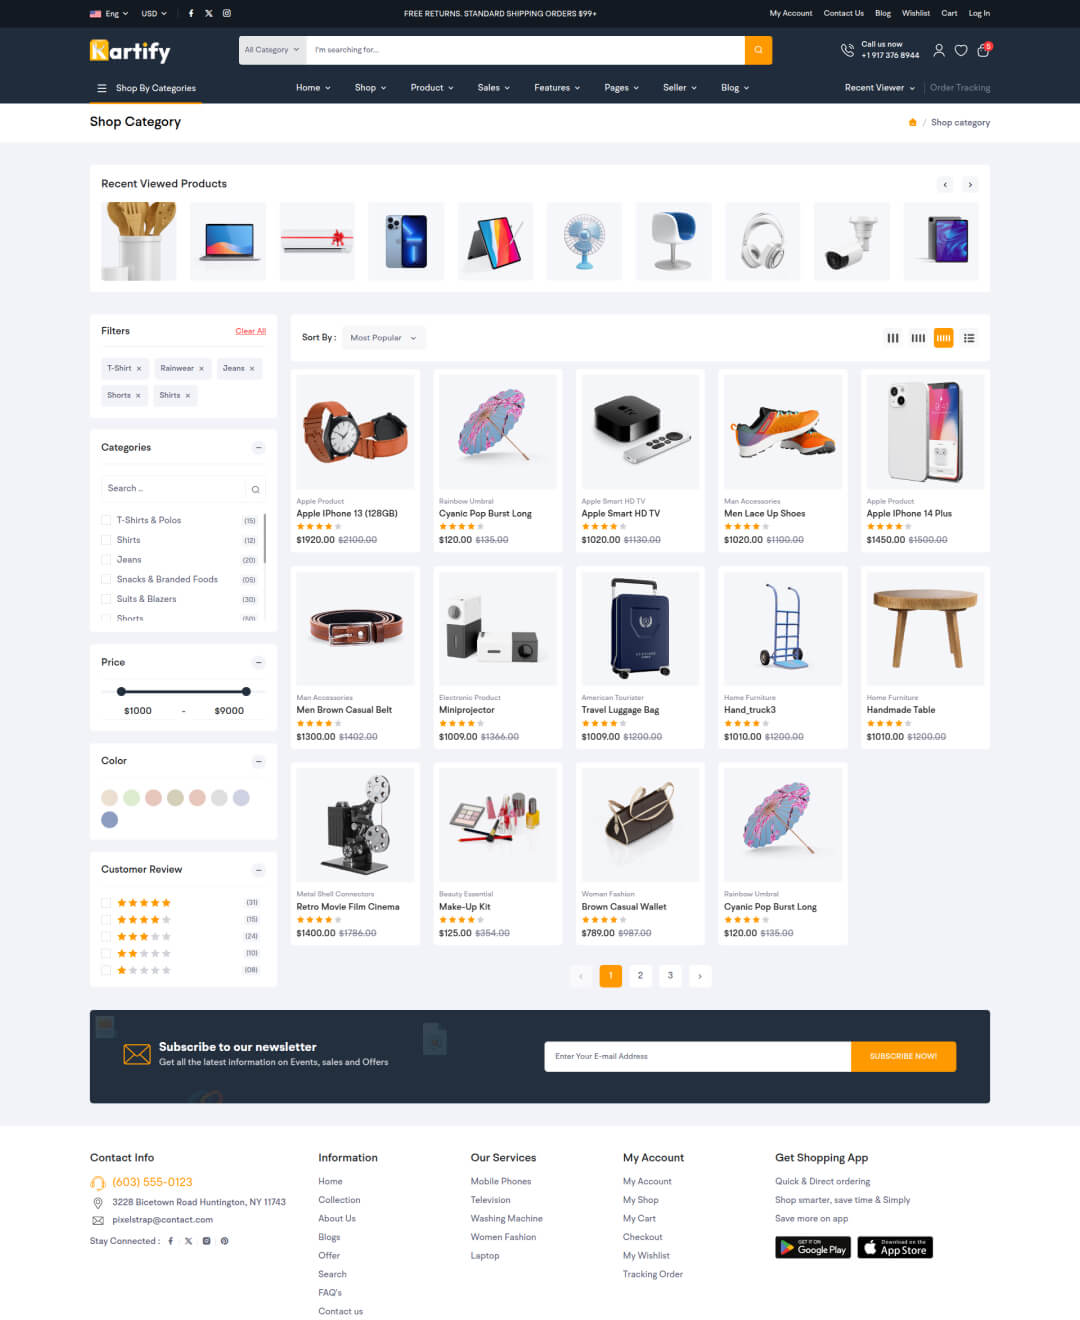 Eng USD FREE RETURNS. STANDARD SHIPPING ORDERS $99+ My Account Contact Us Blog Wishlist Cart Log In
Kartify All Category I'm searching for... Call us now
+1 917 376 8944 5
Shop By Categories Home Shop Product Sales Features Pages Seller Blog Recent Viewer Order Tracking
Shop Category / Shop category
Recent Viewed Products
Filters Clear All
T-Shirt × Rainwear × Jeans ×
Shorts × Shirts ×
Categories
Search ..
T-Shirts & Polos (15)
Shirts (12)
Jeans (20)
Snacks & Branded Foods (05)
Suits & Blazers (30)
Shorts (50)
Price
$1000 - $9000
Color
Customer Review
(31)
(15)
(24)
(10)
(08)
Sort By : Most Popular
Apple Product
Apple IPhone 13 (128GB)
$1920.00 $2100.00
Rainbow Umbral
Cyanic Pop Burst Long
$120.00 $135.00
tv
Apple Smart HD TV
Apple Smart HD TV
$1020.00 $1130.00
Man Accessories
Men Lace Up Shoes
$1020.00 $1100.00
Apple Product
Apple IPhone 14 Plus
$1450.00 $1500.00
Man Accessories
Men Brown Casual Belt
$1300.00 $1402.00
Electronic Product
Miniprojector
$1009.00 $1366.00
American Tourizter
Travel Luggage Bag
$1009.00 $1200.00
Home Furniture
Hand_truck3
$1010.00 $1200.00
Home Furniture
Handmade Table
$1010.00 $1200.00
Metal Shell Connectors
Retro Movie Film Cinema
$1400.00 $1786.00
Beauty Essential
Make-Up Kit
$125.00 $354.00
Woman Fashion
Brown Casual Wallet
$789.00 $987.00
Rainbow Umbral
Cyanic Pop Burst Long
$120.00 $135.00
‹ 1 2 3 ›
Subscribe to our newsletter
Get all the latest information on Events, sales and Offers
Enter Your E-mail Address SUBSCRIBE NOW!
Contact Info
(603) 555-0123
3228 Bicetown Road Huntington, NY 11743
pixelstrap@contact.com
Stay Connected :
Information
Home
Collection
About Us
Blogs
Offer
Search
FAQ's
Contact us
Our Services
Mobile Phones
Television
Washing Machine
Women Fashion
Laptop
My Account
My Account
My Shop
My Cart
Checkout
My Wishlist
Tracking Order
Get Shopping App
Quick & Direct ordering
Shop smarter, save time & Simply
Save more on app
GET IT ON
Google Play
Download on the
App Store